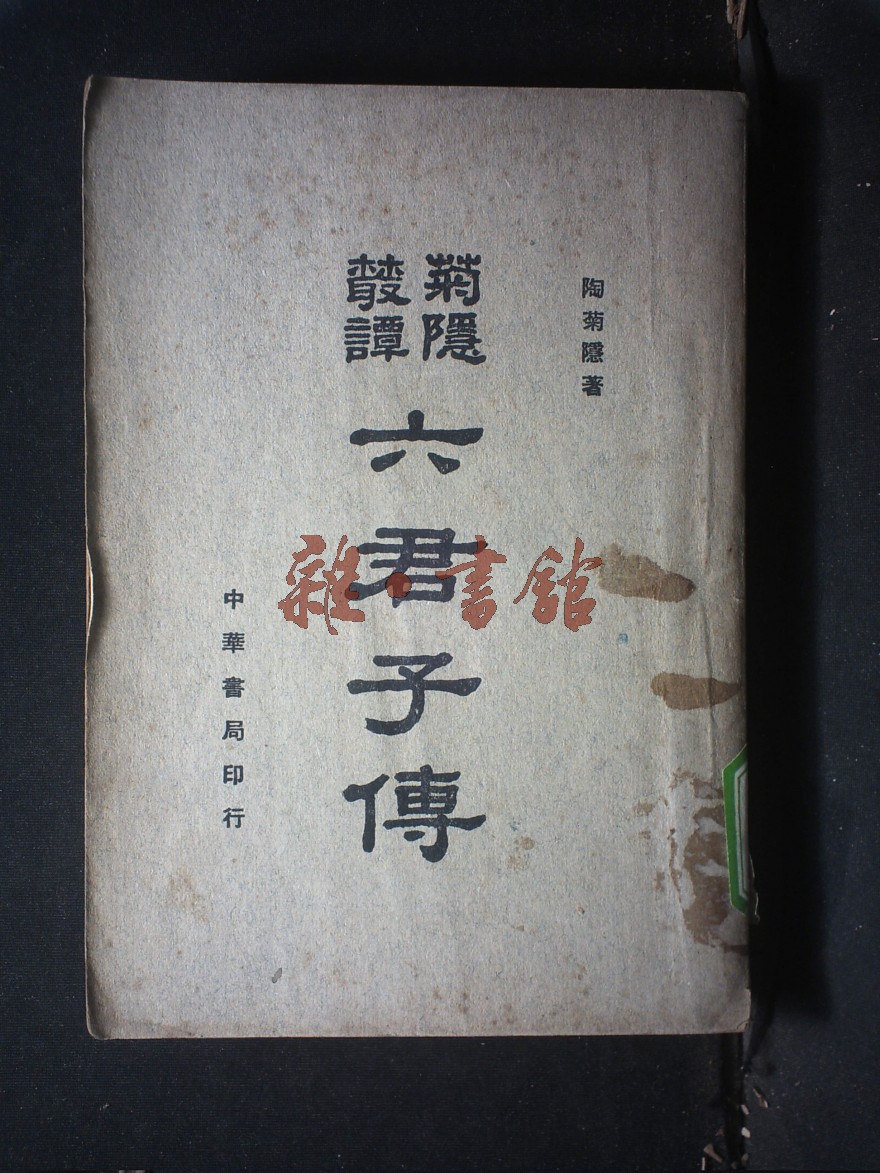 陶菊隱著
菊隱
叢譚
六君子傳
中華書局印行
雜·書館